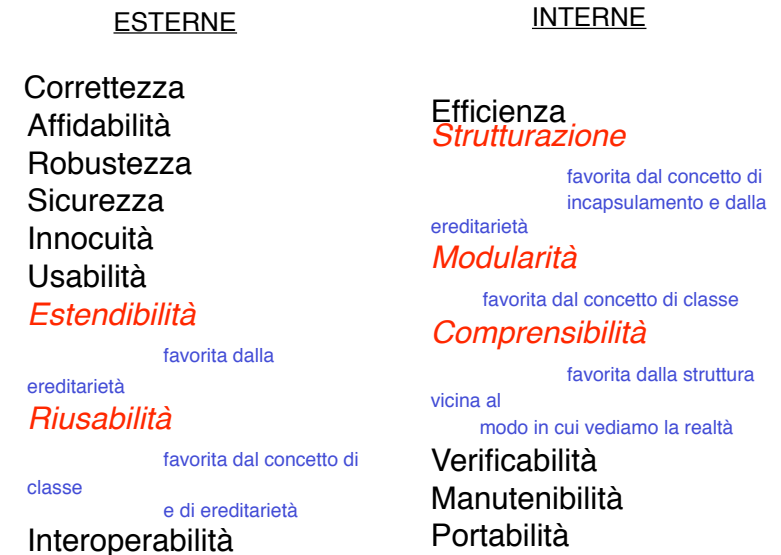 ESTERNE
Correttezza
Affidabilità
Robustezza
Sicurezza
Innocuità
Usabilità
Estendibilità
favorita dalla
ereditarietà
Riusabilità
favorita dal concetto di
classe
e di ereditarietà
Interoperabilità
INTERNE
Efficienza
Strutturazione
favorita dal concetto di
incapsulamento e dalla
ereditarietà
Modularità
favorita dal concetto di classe
Comprensibilità
favorita dalla struttura
vicina al
modo in cui vediamo la realtà
Verificabilità
Manutenibilità
Portabilità